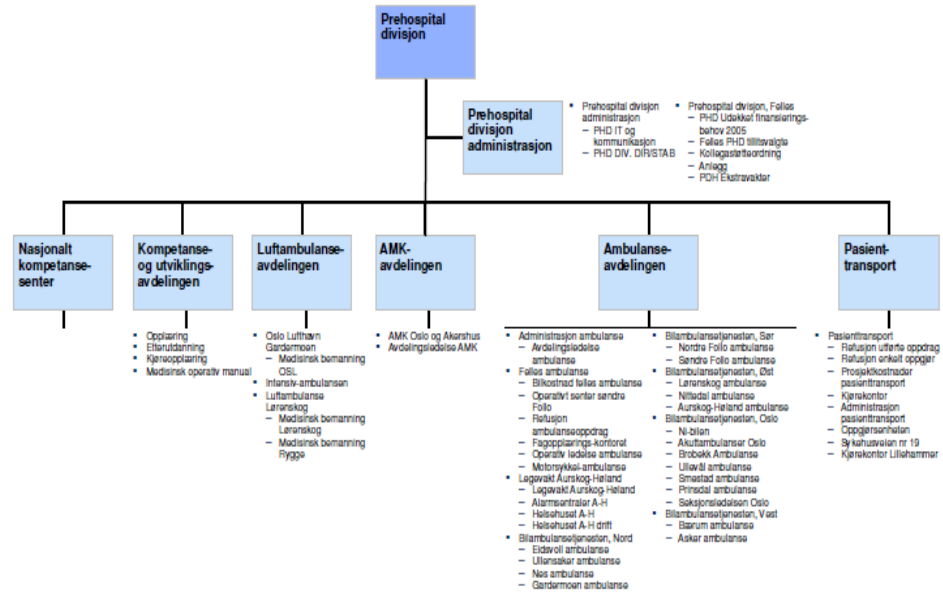 Prehospital
divisjon
Prehospital
divisjon
administrasjon
▪ Prehospital divisjon
administrasjon
– PHD IT og
kommunikasjon
– PHD DIV. DIR/STAB
▪ Prehospital divisjon, Felles
– PHD Udekket finansierings-
behov 2005
– Felles PHD tillitsvalgte
– Kollegastøtteordning
– Anlegg
– PDH Ekstravakter
Nasjonalt
kompetanse-
senter
Kompetanse-
og utviklings-
avdelingen
▪ Opplæring
▪ Etterutdanning
▪ Kjøreopplæring
▪ Medisinsk operativ manual
Luftambulanse-
avdelingen
▪ Oslo Lufthavn
Gardermoen
– Medisinsk bemanning
OSL
▪ Intensiv-ambulansen
▪ Luftambulanse
Lørenskog
– Medisinsk bemanning
Lørenskog
– Medisinsk bemanning
Rygge
AMK-
avdelingen
▪ AMK Oslo og Akershus
▪ Avdelingsledelse AMK
Ambulanse-
avdelingen
▪ Administrasjon ambulanse
– Avdelingsledelse
ambulanse
▪ Felles ambulanse
– Bilkostnad felles ambulanse
– Operativt senter søndre
Follo
– Refusjon
ambulanseoppdrag
– Fagopplærings-kontoret
– Operativ ledelse ambulanse
– Motorsykkel-ambulanse
▪ Legevakt Aurskog-Høland
– Legevakt Aurskog-Høland
– Alarmsentraler A-H
– Helsehuset A-H
– Helsehuset A-H drift
▪ Bilambulansetjenesten, Nord
– Eidsvoll ambulanse
– Ullensaker ambulanse
– Nes ambulanse
– Gardermoen ambulanse
▪ Bilambulansetjenesten, Sør
– Nordre Follo ambulanse
– Søndre Follo ambulanse
▪ Bilambulansetjenesten, Øst
– Lørenskog ambulanse
– Nittedal ambulanse
– Aurskog-Høland ambulanse
▪ Bilambulansetjenesten, Oslo
– NI-bilen
– Akuttambulanser Oslo
– Brobekk Ambulanse
– Ullevål ambulanse
– Smestad ambulanse
– Prinsdal ambulanse
– Seksjonsledelsen Oslo
▪ Bilambulansetjenesten, Vest
– Bærum ambulanse
– Asker ambulanse
Pasient-
transport
▪ Pasienttransport
– Refusjon utførte oppdrag
– Refusjon enkelt oppgjør
– Prosjektkostnader
pasienttransport
– Kjørekontor
– Administrasjon
pasienttransport
– Oppgjørsenheten
– Sykehusveien nr 19
– Kjørekontor Lillehammer